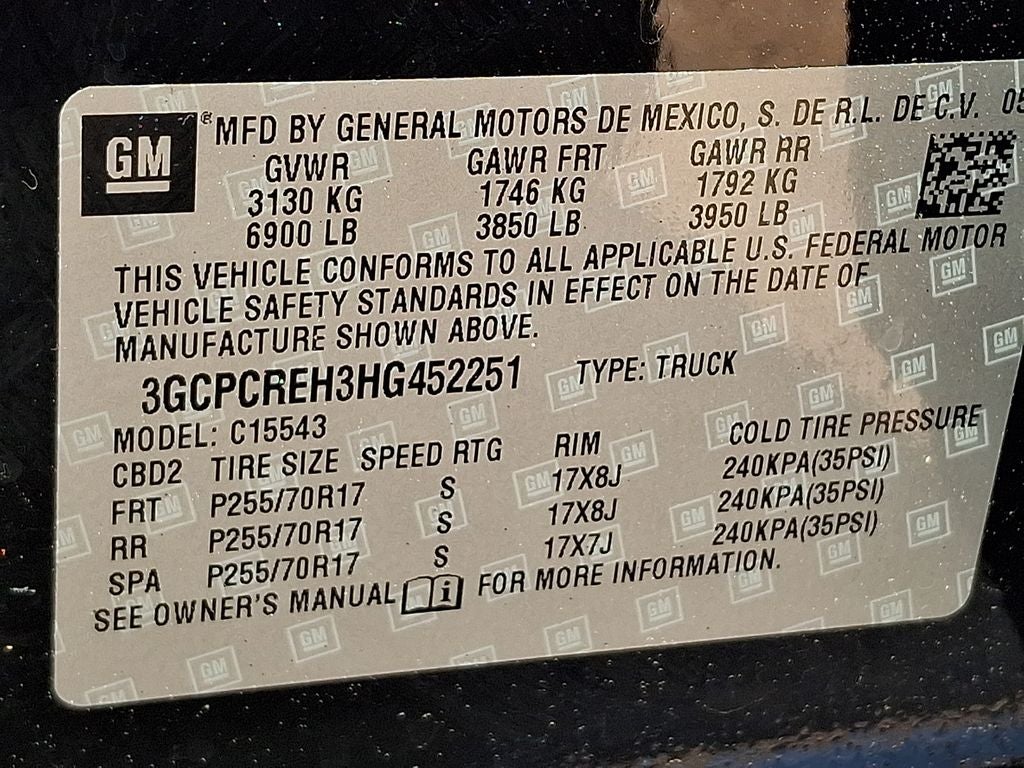 GM
® MFD BY GENERAL MOTORS DE MEXICO, S. DE R.L. DE C.V.
GVWR GAWR FRT GAWR RR
3130 KG 1746 KG 1792 KG
6900 LB 3850 LB 3950 LB
THIS VEHICLE CONFORMS TO ALL APPLICABLE U.S. FEDERAL MOTOR
VEHICLE SAFETY STANDARDS IN EFFECT ON THE DATE OF
MANUFACTURE SHOWN ABOVE.
3GCPCREH3HG452251 TYPE: TRUCK
MODEL: C15543
CBD2 TIRE SIZE SPEED RTG RIM COLD TIRE PRESSURE
FRT P255/70R17 S 17X8J 240KPA(35PSI)
RR P255/70R17 S 17X8J 240KPA(35PSI)
SPA P255/70R17 S 17X7J 240KPA(35PSI)
SEE OWNER'S MANUAL i FOR MORE INFORMATION.